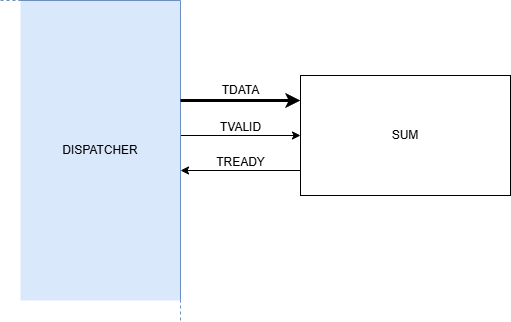 TDATA
TVALID
DISPATCHER
SUM
TREADY